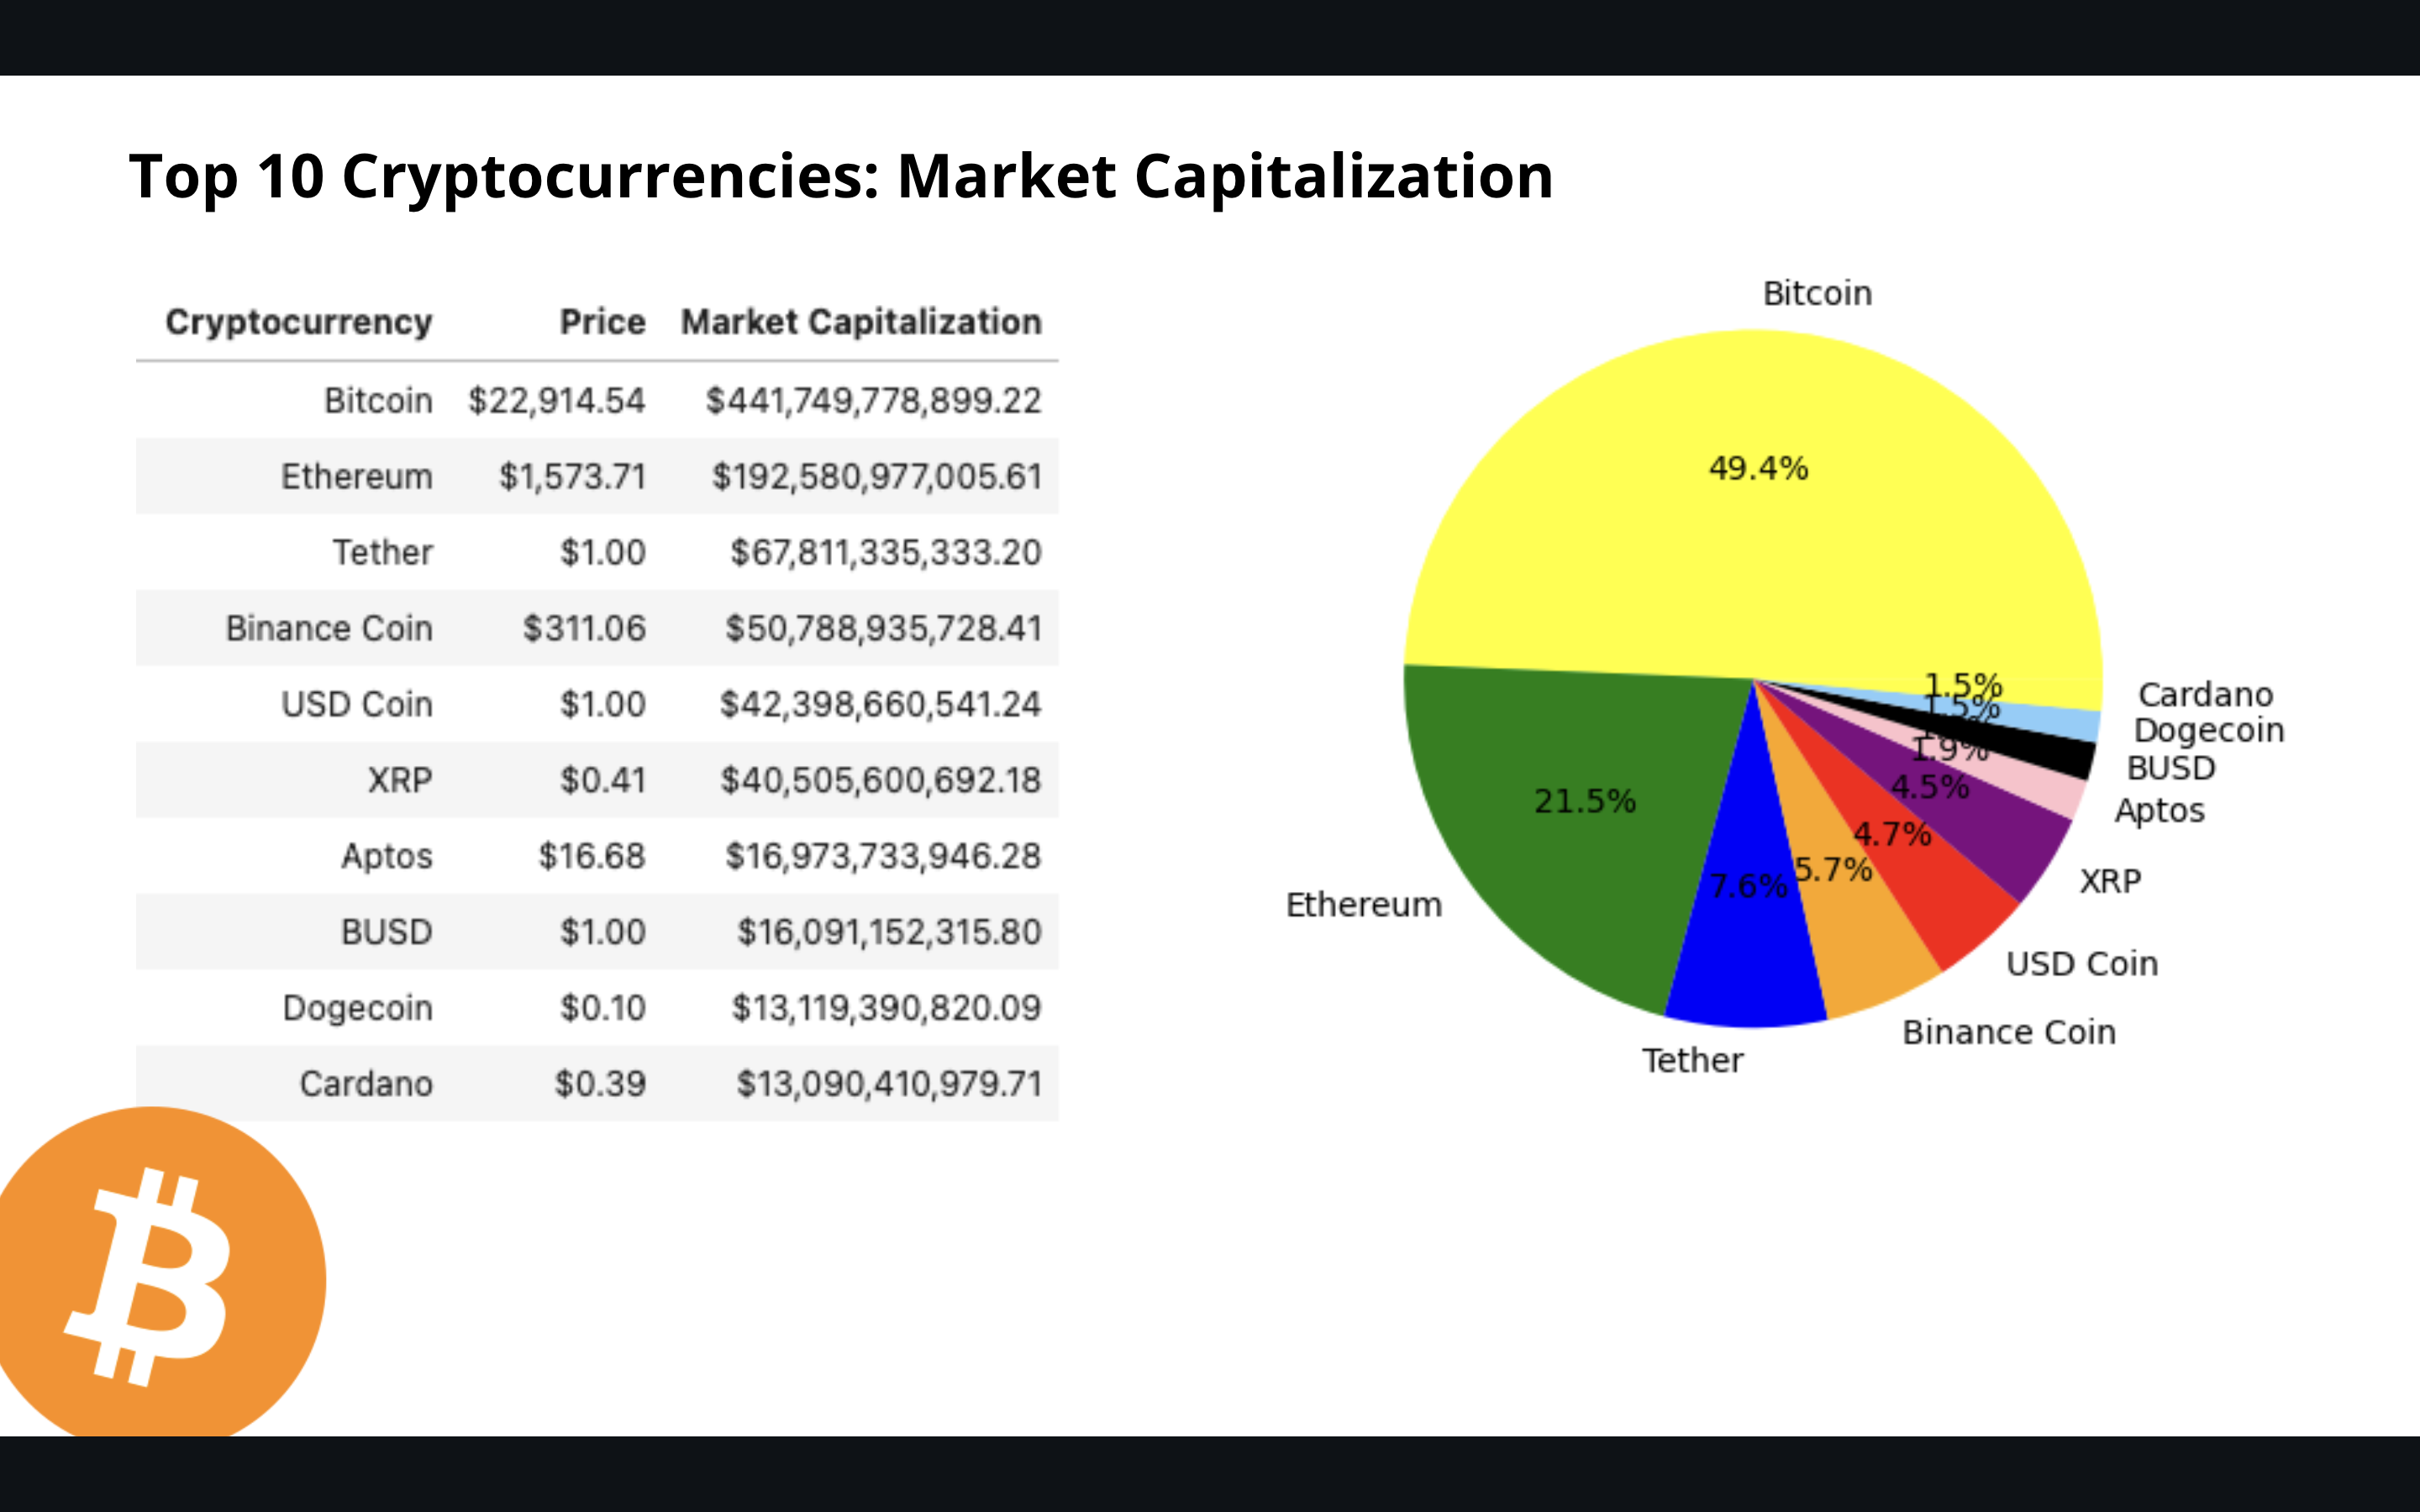 Top 10 Cryptocurrencies: Market Capitalization
Cryptocurrency Price Market Capitalization
Bitcoin $22,914.54 $441,749,778,899.22
Ethereum $1,573.71 $192,580,977,005.61
Tether $1.00 $67,811,335,333.20
Binance Coin $311.06 $50,788,935,728.41
USD Coin $1.00 $42,398,660,541.24
XRP $0.41 $40,505,600,692.18
Aptos $16.68 $16,973,733,946.28
BUSD $1.00 $16,091,152,315.80
Dogecoin $0.10 $13,119,390,820.09
Cardano $0.39 $13,090,410,979.71
Bitcoin
49.4%
1.5%
Cardano
1.5%
Dogecoin
1.9%
BUSD
4.5%
Aptos
21.5%
4.7%
XRP
5.7%
7.6%
Ethereum
USD Coin
Binance Coin
Tether